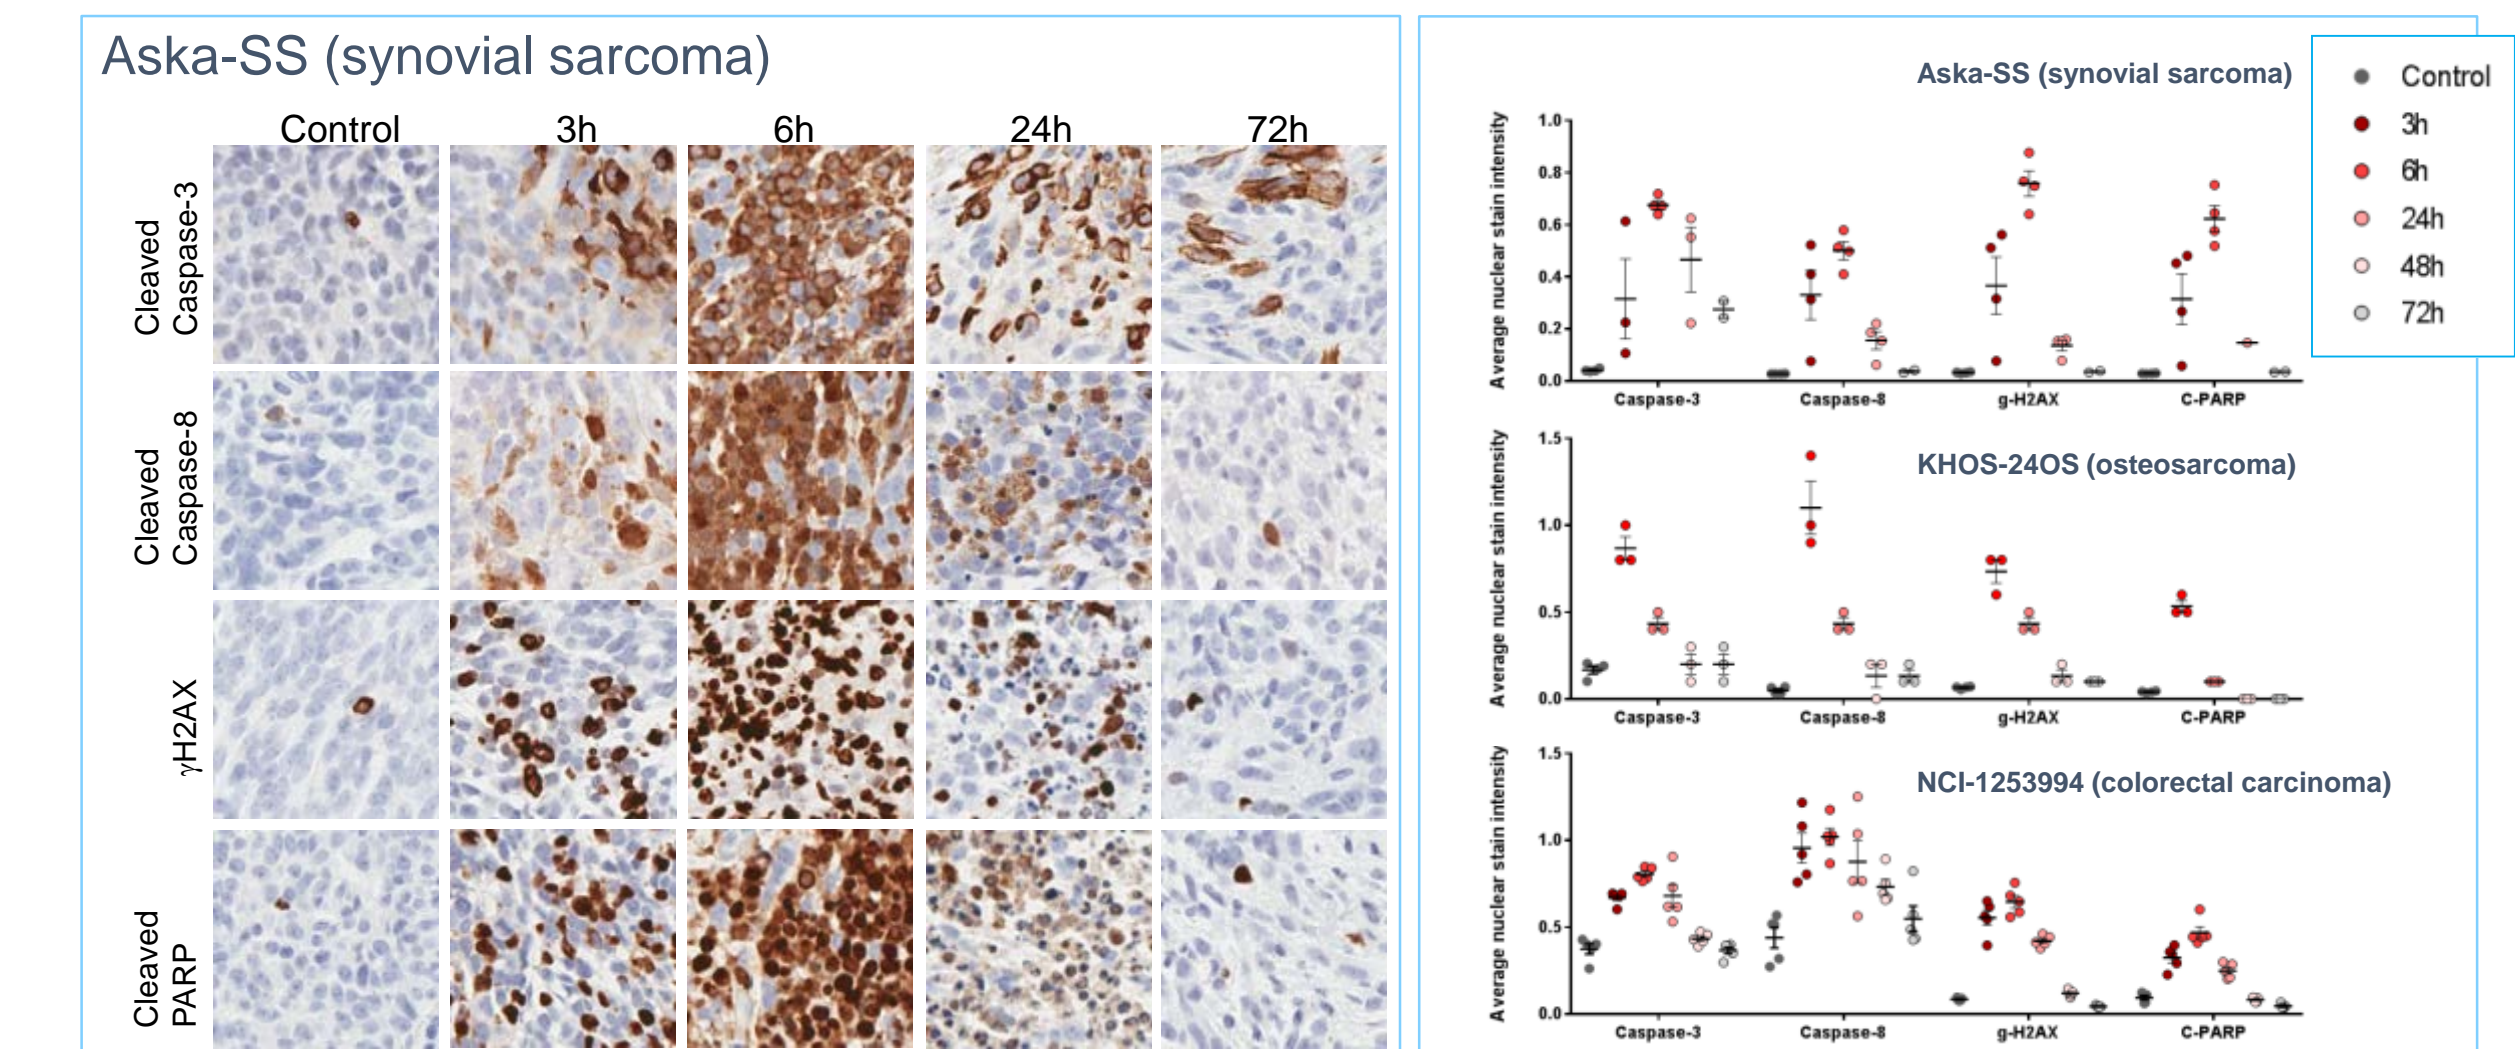 Aska-SS (synovial sarcoma)
Control 3h 6h 24h 72h
Cleaved
Caspase-3
Cleaved
Caspase-8
γH2AX
Cleaved
PARP
Aska-SS (synovial sarcoma)
Control
3h
6h
24h
48h
72h
Average nuclear stain intensity
1.0
0.8
0.6
0.4
0.2
0.0
Caspase-3 Caspase-8 g-H2AX C-PARP
KHOS-24OS (osteosarcoma)
Average nuclear stain intensity
1.5
1.0
0.5
0.0
Caspase-3 Caspase-8 g-H2AX C-PARP
NCI-1253994 (colorectal carcinoma)
Average nuclear stain intensity
1.5
1.0
0.5
0.0
Caspase-3 Caspase-8 g-H2AX C-PARP